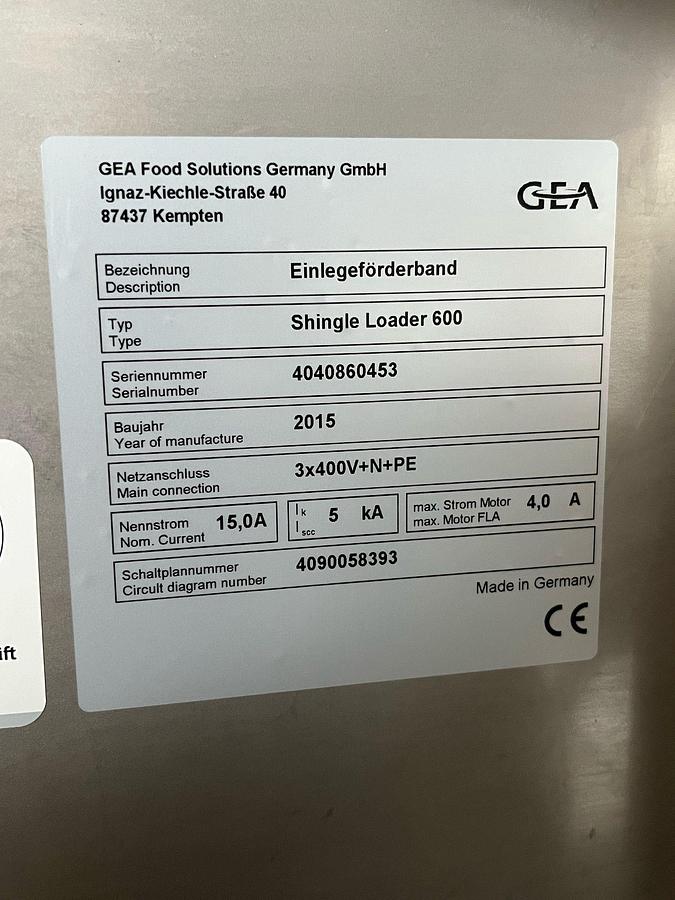 GEA Food Solutions Germany GmbH
Ignaz-Kiechle-Straße 40
87437 Kempten
GEA
Bezeichnung
Description
Einlegeförderband
Typ
Type
Shingle Loader 600
Seriennummer
Serialnumber
4040860453
Baujahr
Year of manufacture
2015
Netzanschluss
Main connection
3x400V+N+PE
Nennstrom
Nom. Current
15,0A
Ik
Iscc
5 kA
max. Strom Motor
max. Motor FLA
4,0 A
Schaltplannummer
Circult diagram number
4090058393
Made in Germany
CE